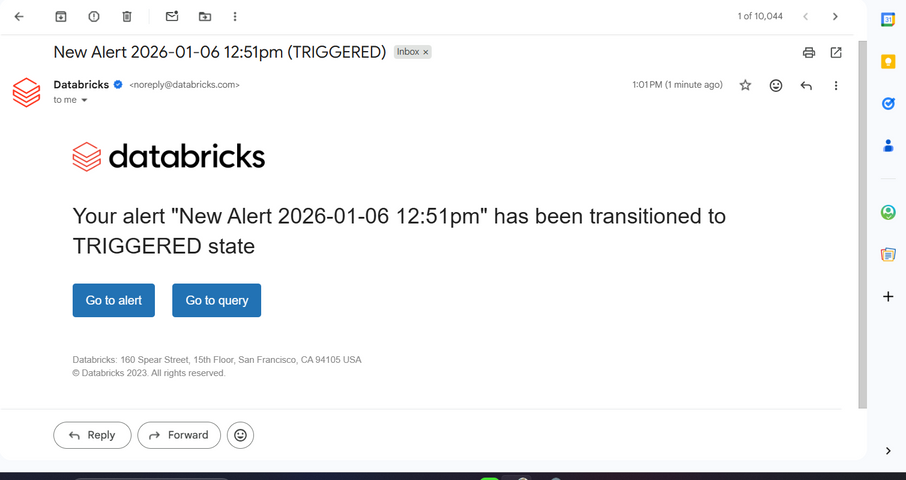 1 of 10,044
New Alert 2026-01-06 12:51pm (TRIGGERED) Inbox ×
Databricks <noreply@databricks.com>
1:01 PM (1 minute ago)
to me
databricks
Your alert "New Alert 2026-01-06 12:51pm" has been transitioned to
TRIGGERED state
Go to alert
Go to query
Databricks: 160 Spear Street, 15th Floor, San Francisco, CA 94105 USA
© Databricks 2023. All rights reserved.
Reply
Forward
31